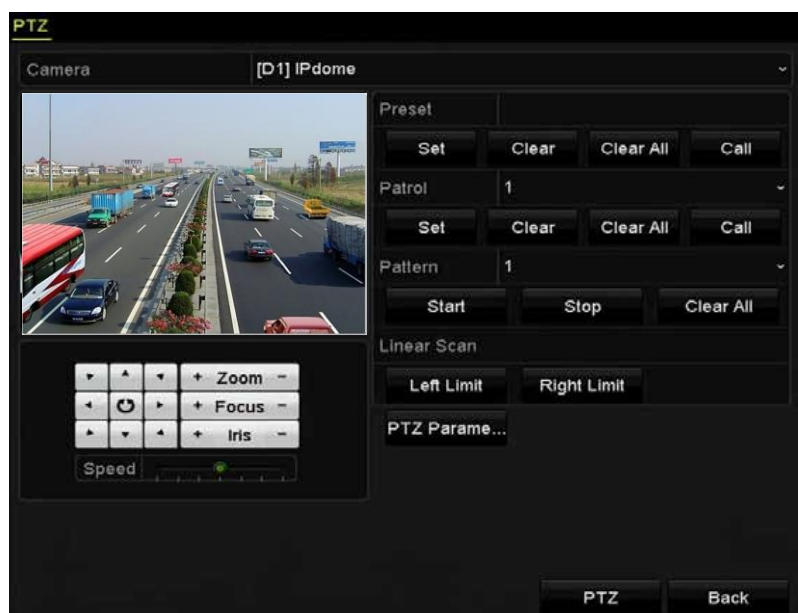 PTZ
Camera [D1] IPdome
Preset
Set Clear Clear All Call
Patrol 1
Set Clear Clear All Call
Pattern 1
Start Stop Clear All
Linear Scan
Left Limit Right Limit
PTZ Parame...
+ Zoom -
+ Focus -
+ Iris -
Speed
PTZ Back